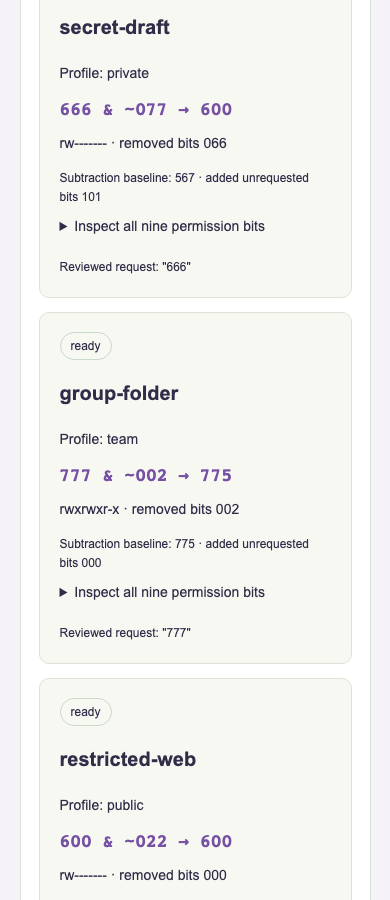 secret-draft
Profile: private
666 & ~077 → 600
rw------- · removed bits 066
Subtraction baseline: 567 · added unrequested
bits 101
▶ Inspect all nine permission bits
Reviewed request: "666"
ready
group-folder
Profile: team
777 & ~002 → 775
rwxrwxr-x · removed bits 002
Subtraction baseline: 775 · added unrequested
bits 000
▶ Inspect all nine permission bits
Reviewed request: "777"
ready
restricted-web
Profile: public
600 & ~022 → 600
rw------- · removed bits 000